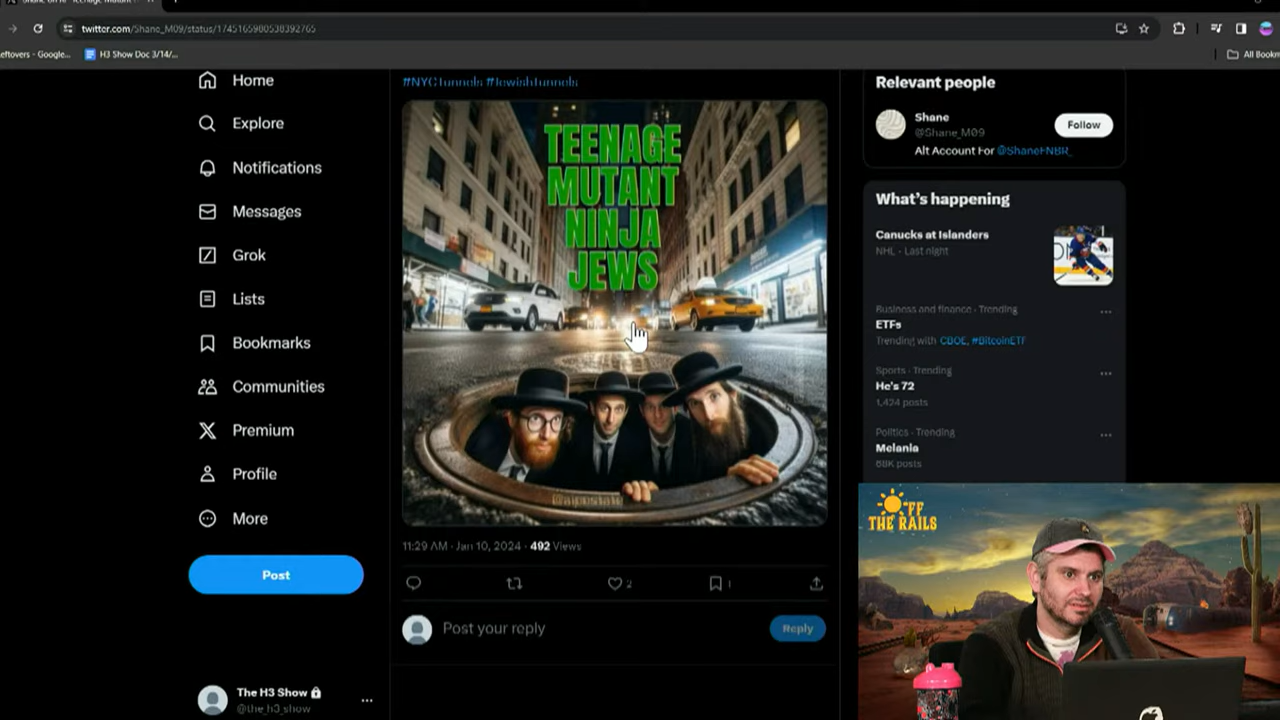 twitter.com/Shane_M09/status/1745165980538392765
eftovers - Google...
H3 Show Doc 3/14/...
All Bookm
Home
Explore
Notifications
Messages
Grok
Lists
Bookmarks
Communities
Premium
Profile
More
Post
The H3 Show
@the_h3_show
#NYCTunnels #Jewishtunnels
TEENAGE
MUTANT
NINJA
JEWS
11:29 AM · Jan 10, 2024 · 492 Views
2
1
Post your reply
Reply
Relevant people
Shane
@Shane_M09
Follow
Alt Account For @ShaneFNBR_
What's happening
Canucks at Islanders
NHL · Last night
Business and finance · Trending
ETFs
Trending with CBOE, #BitcoinETF
Sports · Trending
He's 72
1,424 posts
Politics · Trending
Melania
68K posts
OFF
THE RAILS